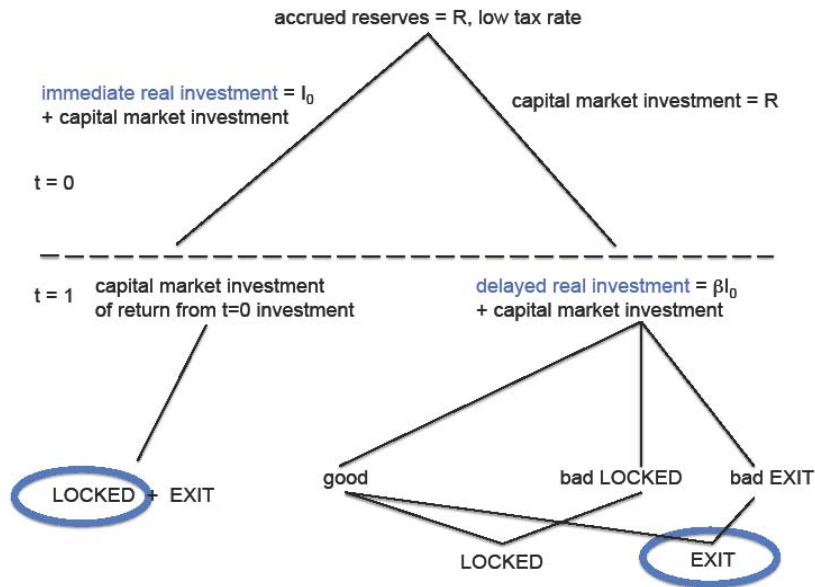 accrued reserves = R, low tax rate
immediate real investment = I₀
+ capital market investment
capital market investment = R
t = 0
t = 1
capital market investment
of return from t=0 investment
delayed real investment = βI₀
+ capital market investment
good
bad LOCKED
bad EXIT
LOCKED + EXIT
LOCKED
EXIT